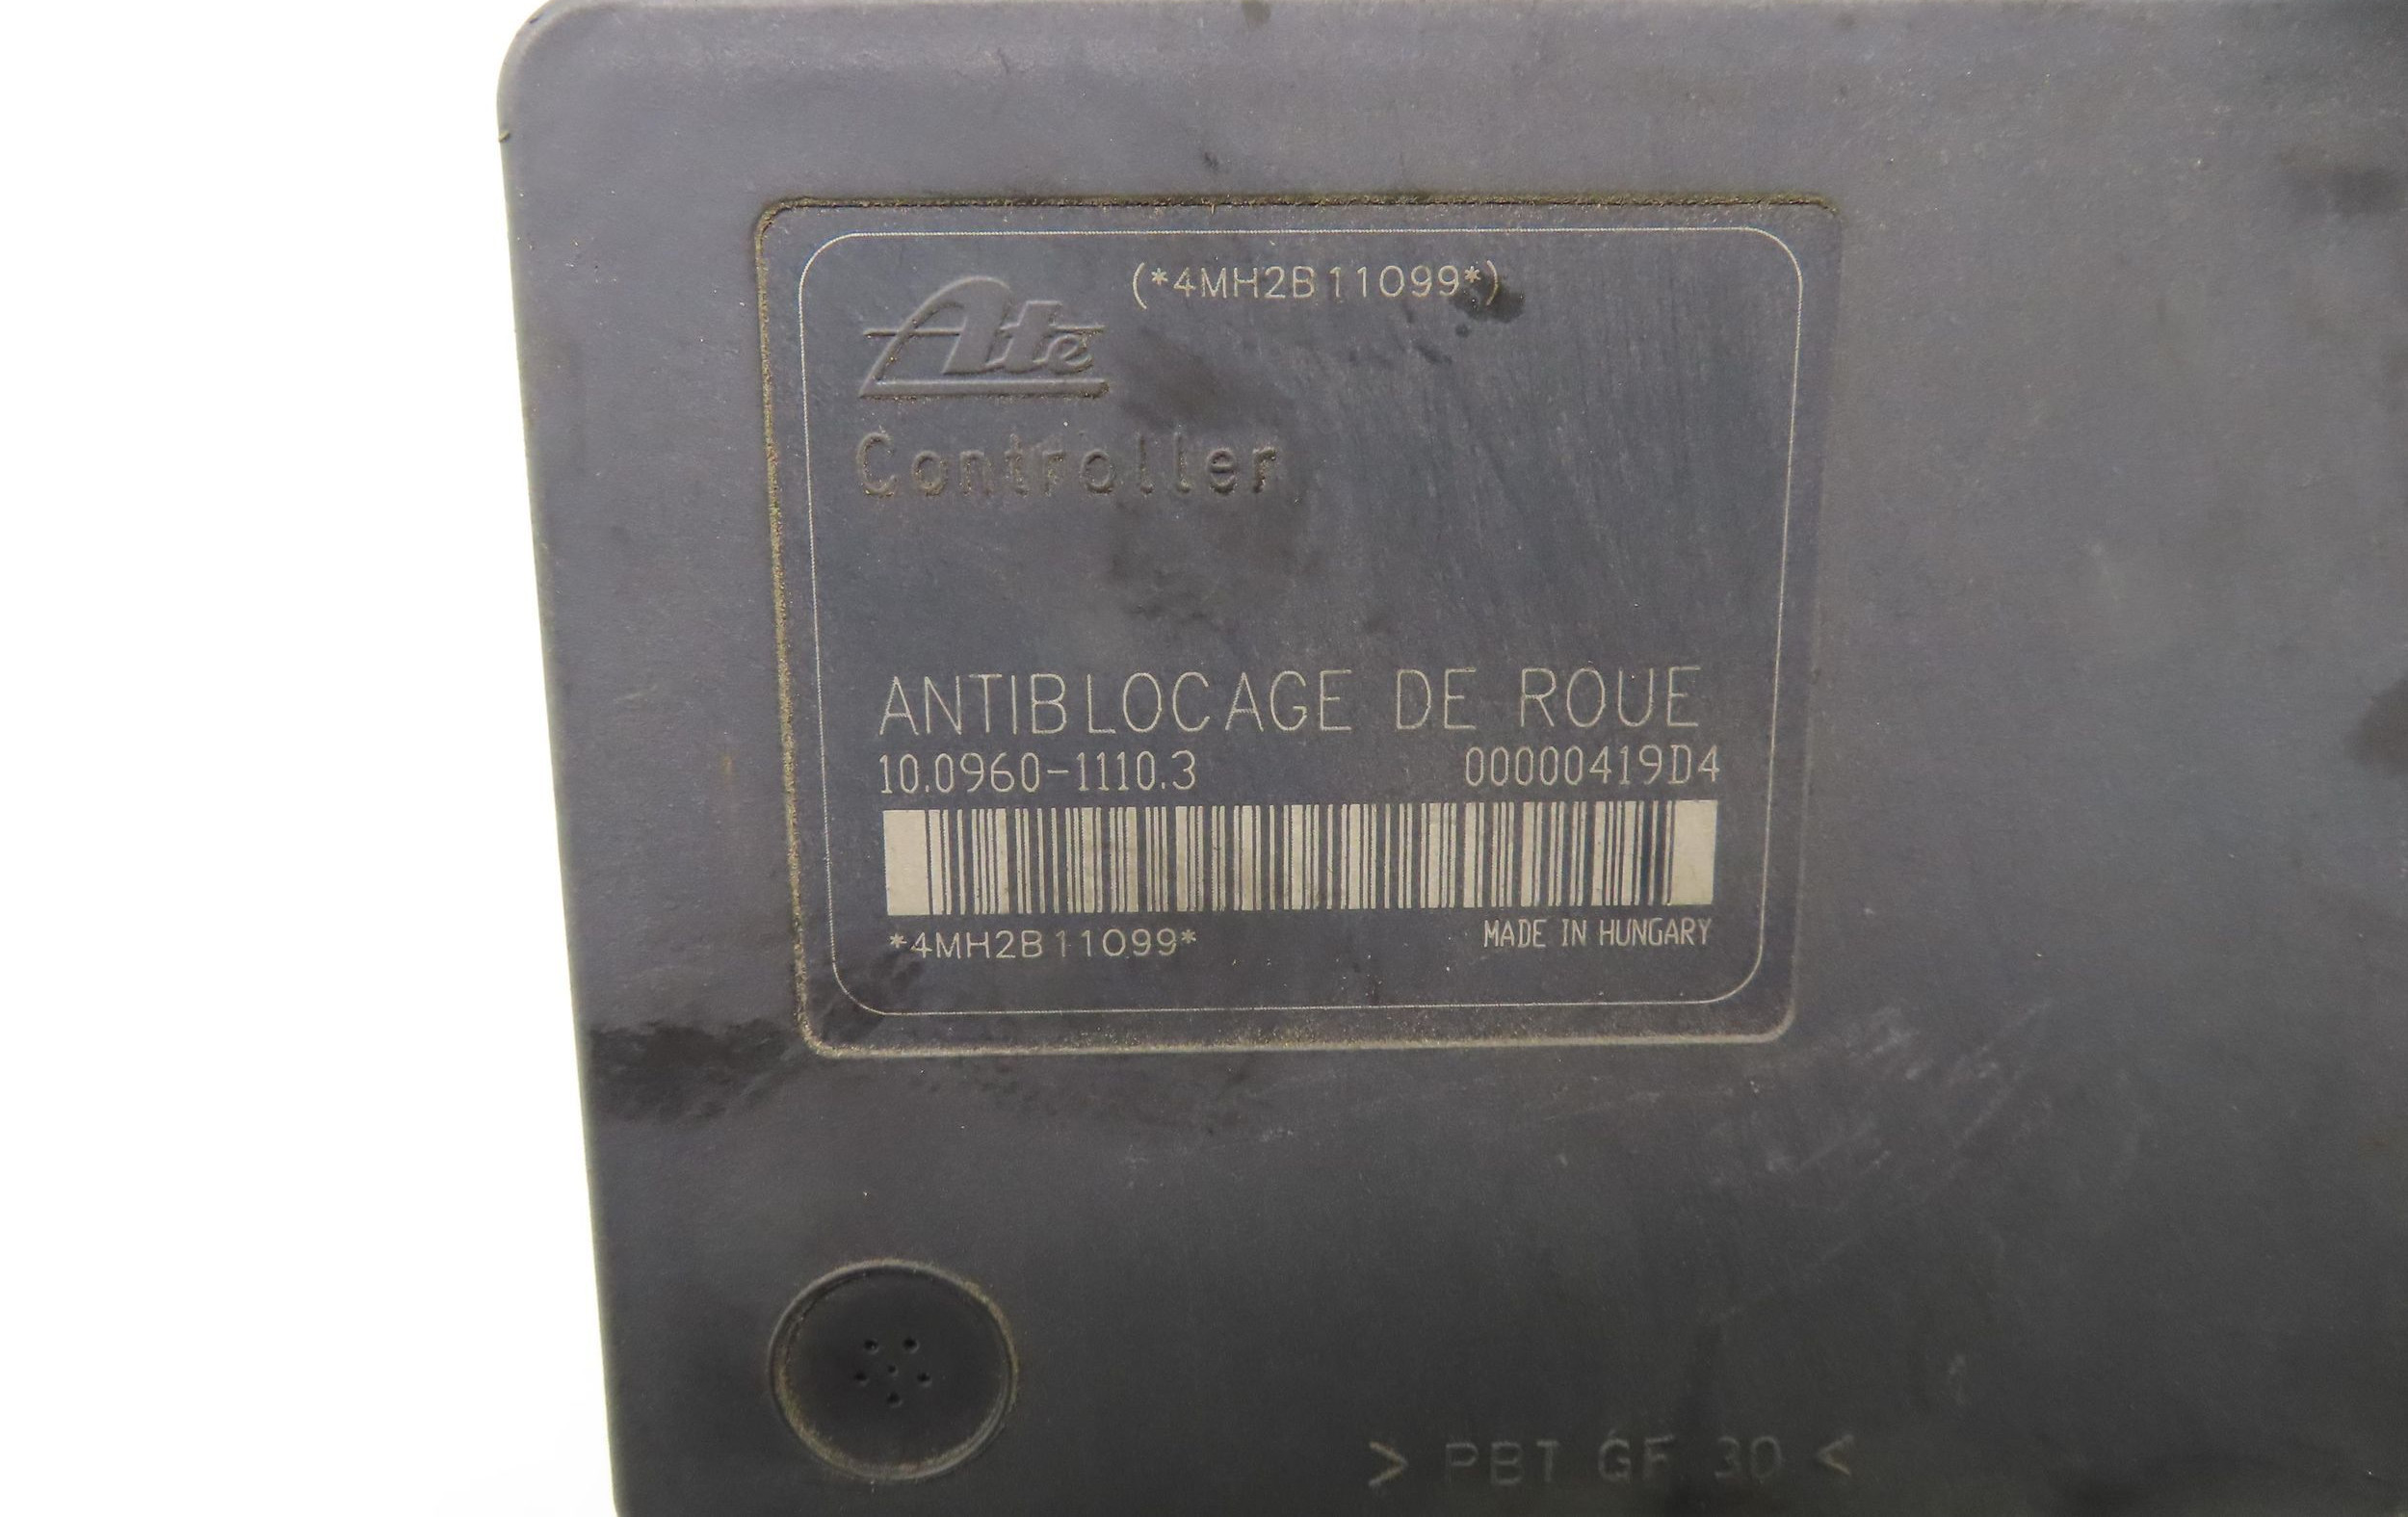 (*4MH2B11099*)
Ate
Controller
ANTIBLOCAGE DE ROUE
10.0960-1110.3 00000419D4
*4MH2B11099* MADE IN HUNGARY
> PBT GF 30 <